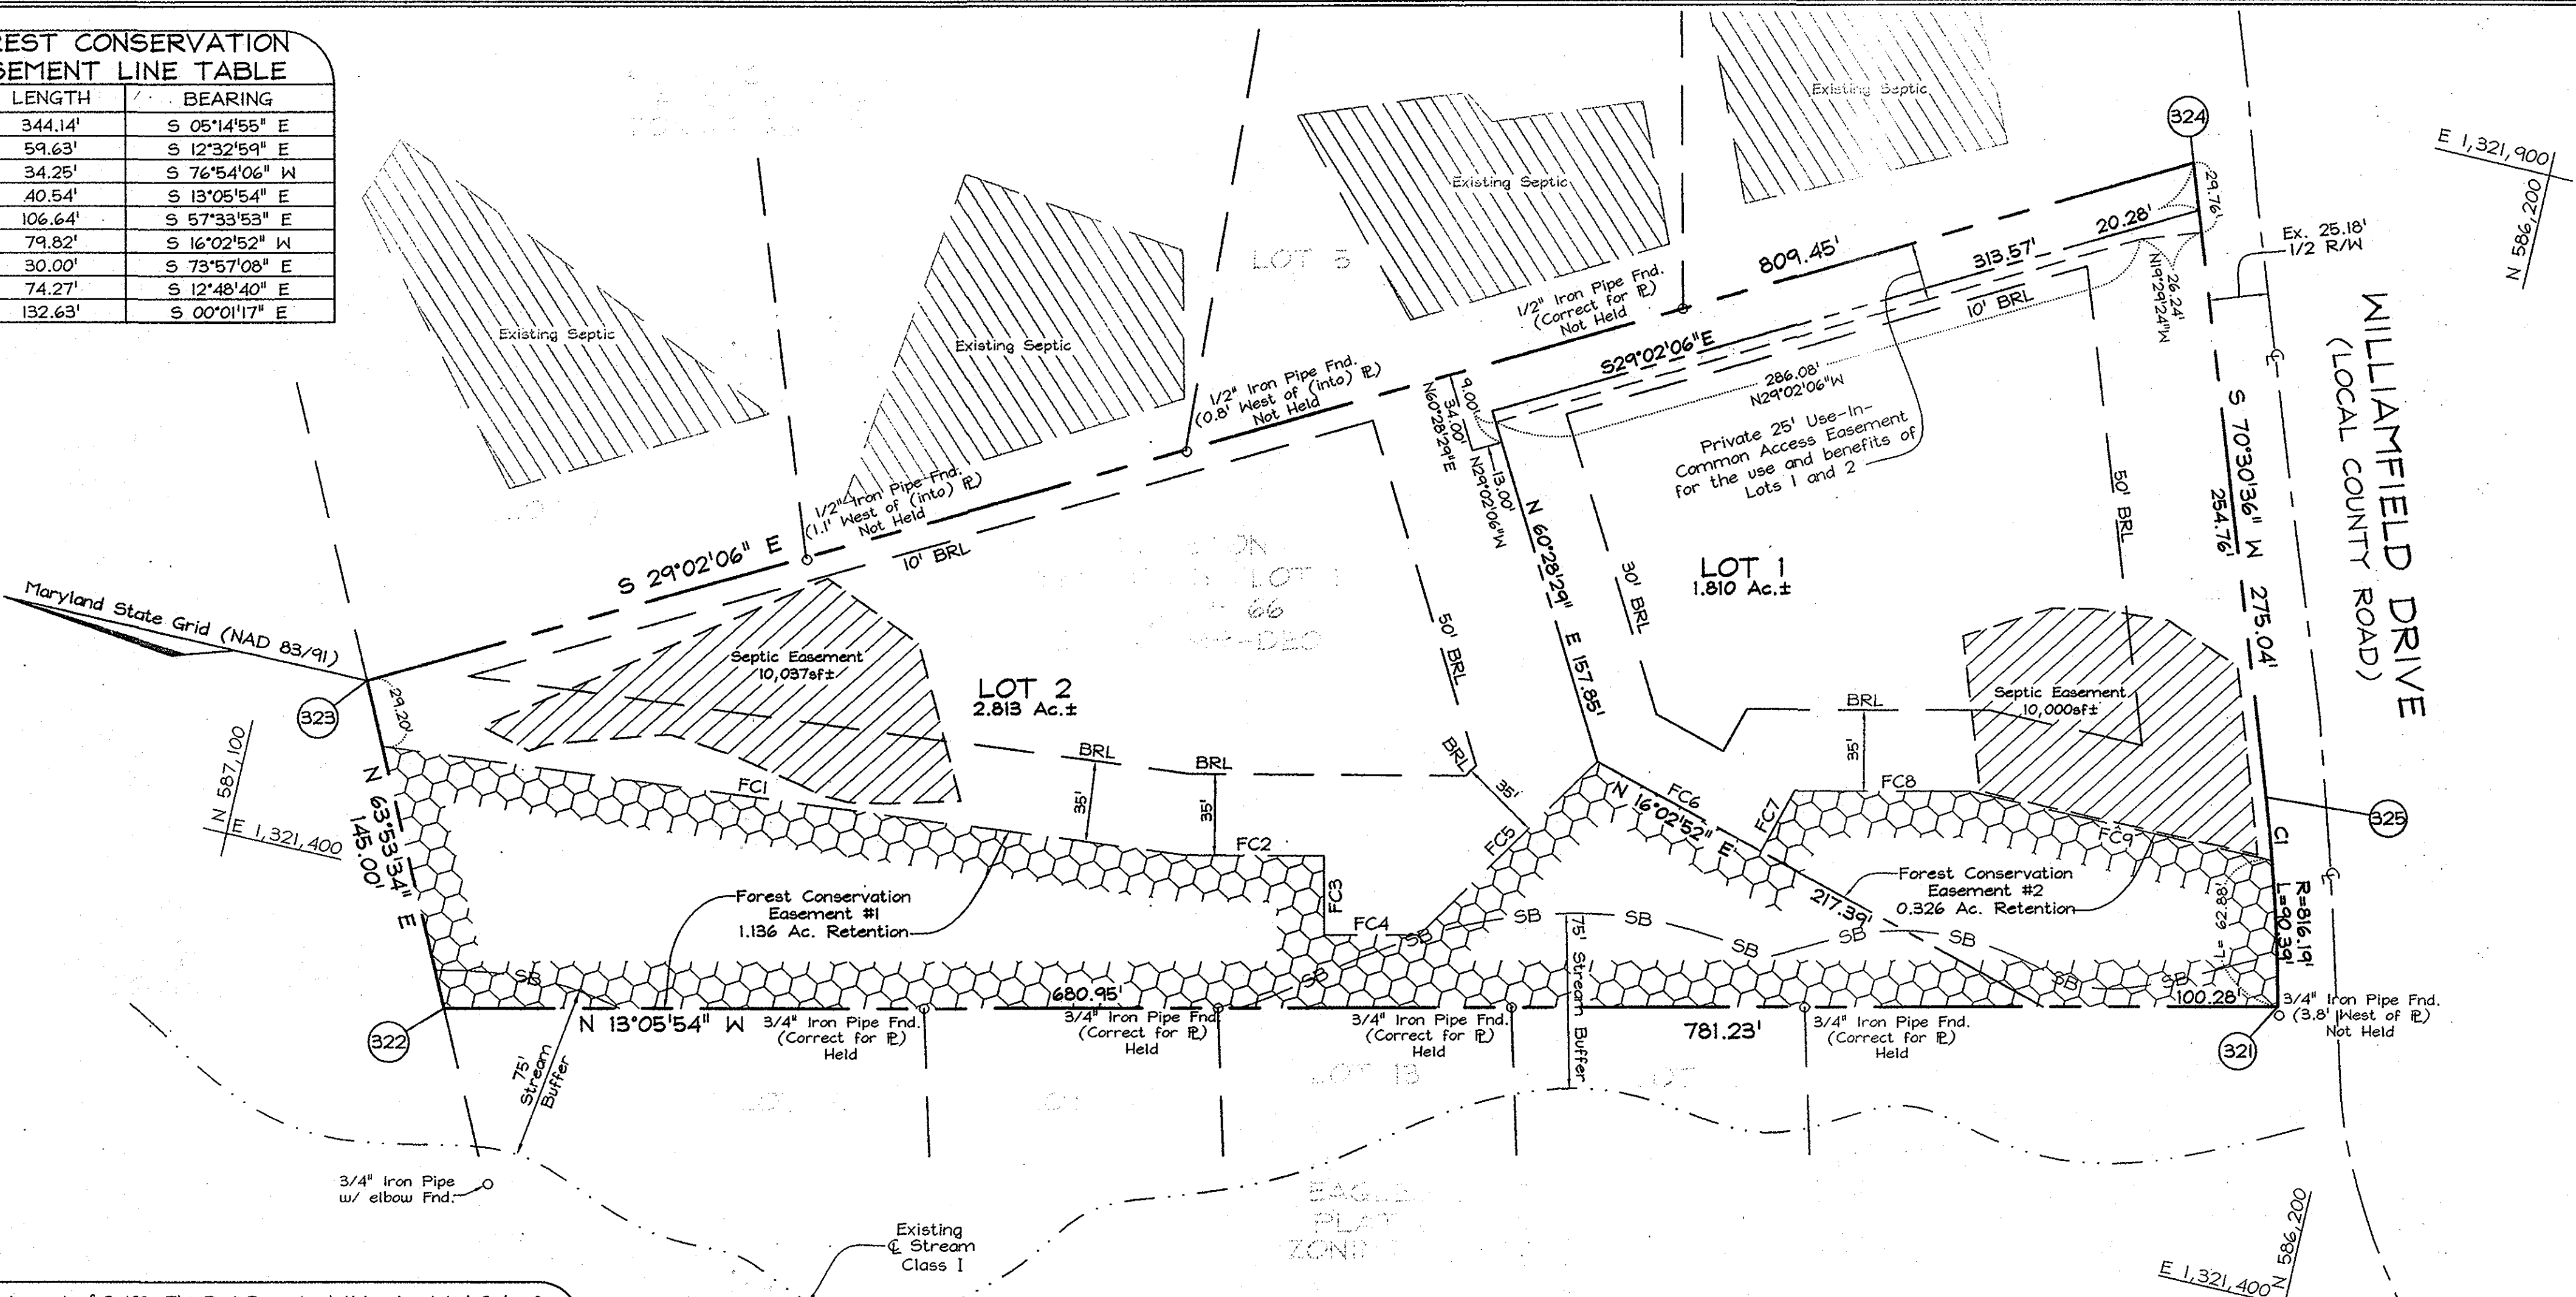 EST CONSERVATION
SEMENT LINE TABLE
LENGTH BEARING
344.14' S 05°14'55" E
59.63' S 12°32'59" E
34.25' S 76°54'06" W
40.54' S 13°05'54" E
106.64' S 57°33'53" E
79.82' S 16°02'52" W
30.00' S 73°57'08" E
74.27' S 12°48'40" E
132.63' S 00°01'17" E
Existing Septic
Existing Septic
Existing Septic
Existing Septic
LOT 5
324
E 1,321,900
N 586,200
29.76'
20.28'
Ex. 25.18'
1/2 R/W
313.57'
809.45'
10' BRL
26.24'
N19°29'24"W
1/2" Iron Pipe Fnd.
(Correct for PL)
Not Held
S29°02'06"E
286.08'
N29°02'06"W
1/2" Iron Pipe Fnd.
(0.8' West of (into) PL)
Not Held
9.00'
34.00'
N60°28'29"E
13.00'
N29°02'06"W
Private 25' Use-In-
Common Access Easement
for the use and benefits of
Lots 1 and 2
WILLIAMFIELD DRIVE
(LOCAL COUNTY ROAD)
S 70°30'36" W 275.04'
254.76'
50' BRL
1/2" Iron Pipe Fnd.
(1.1' West of (into) PL)
Not Held
S 29°02'06" E
10' BRL
LOT
66
-DEO
N 60°28'29" E 157.85'
30' BRL
LOT 1
1.810 Ac.±
50' BRL
Maryland State Grid (NAD 83/91)
323
29.20'
Septic Easement
10,037sf±
LOT 2
2.813 Ac.±
Septic Easement
10,000sf±
BRL
35'
N 587,100
E 1,321,400
N 63°53'34" E
145.00'
BRL
35'
BRL
35'
BRL
35'
FC1
FC2
FC3
FC4
FC5
FC6
N 16°02'52" E
217.39'
FC7
FC8
FC9
325
C1
R=816.19'
L=90.39'
L= 62.88'
Forest Conservation
Easement #1
1.136 Ac. Retention
Forest Conservation
Easement #2
0.326 Ac. Retention
SB
SB
SB
SB
SB
SB
SB
SB
SB
SB
SB
75' Stream Buffer
680.95'
N 13°05'54" W
781.23'
100.28'
3/4" Iron Pipe Fnd.
(Correct for PL)
Held
3/4" Iron Pipe Fnd.
(Correct for PL)
Held
3/4" Iron Pipe Fnd.
(Correct for PL)
Held
3/4" Iron Pipe Fnd.
(Correct for PL)
Held
3/4" Iron Pipe Fnd.
(3.8' West of PL)
Not Held
322
321
75'
Stream
Buffer
LOT 13
3/4" Iron Pipe
w/ elbow Fnd.
Existing
CL Stream
Class I
PLAT
N 586,200
E 1,321,400